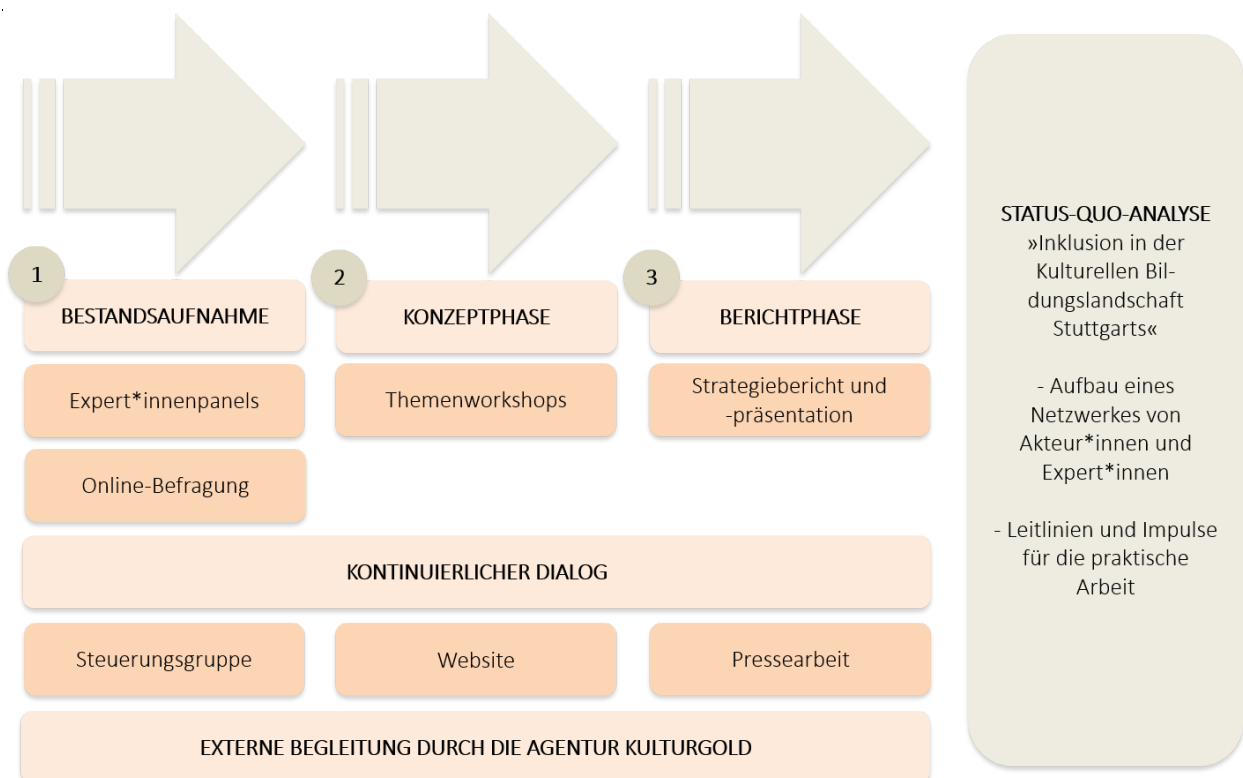 1
BESTANDSAUFNAHME
Expert*innenpanels
Online-Befragung
2
KONZEPTPHASE
Themenworkshops
3
BERICHTPHASE
Strategiebericht und
-präsentation
KONTINUIERLICHER DIALOG
Steuerungsgruppe
Website
Pressearbeit
EXTERNE BEGLEITUNG DURCH DIE AGENTUR KULTURGOLD
STATUS-QUO-ANALYSE
»Inklusion in der
Kulturellen Bil-
dungslandschaft
Stuttgarts«
- Aufbau eines
Netzwerkes von
Akteur*innen und
Expert*innen
- Leitlinien und Impulse
für die praktische
Arbeit